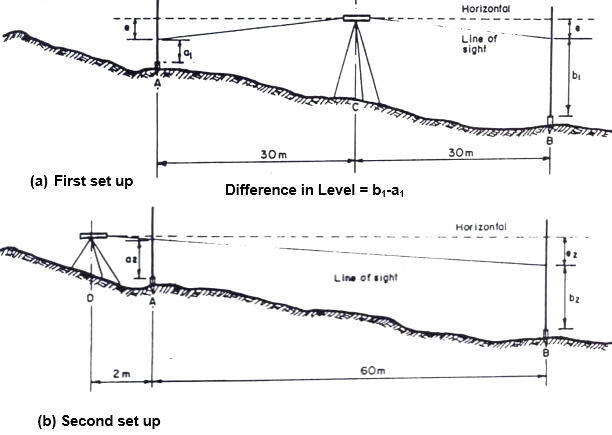 Horizontal
e
e
Line of
sight
a1
b1
A
C
B
30m
30m
(a) First set up
Difference in Level = b1-a1
Horizontal
a2
e2
Line of sight
b2
D
A
B
2m
60m
(b) Second set up